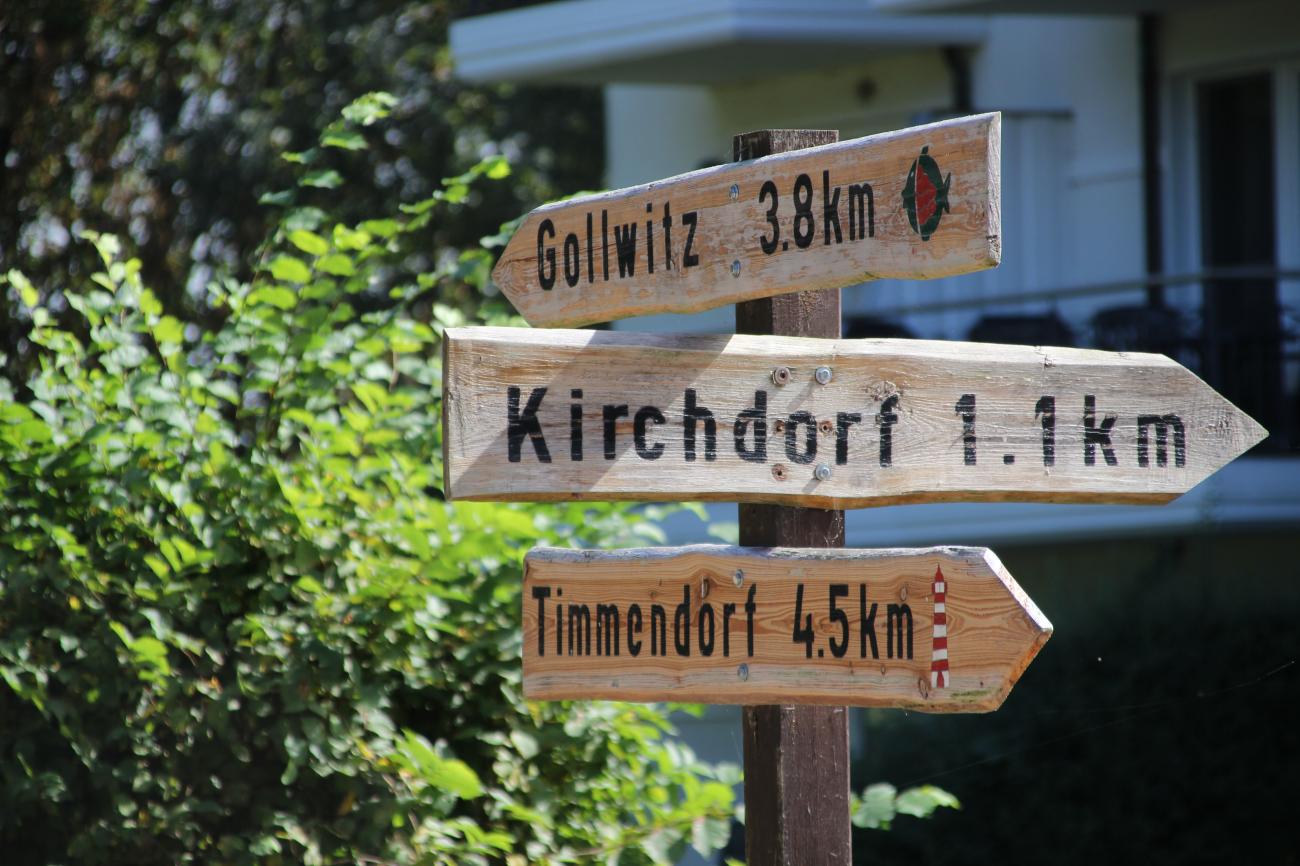 Gollwitz 3.8km
Kirchdorf 1.1km
Timmendorf 4.5km